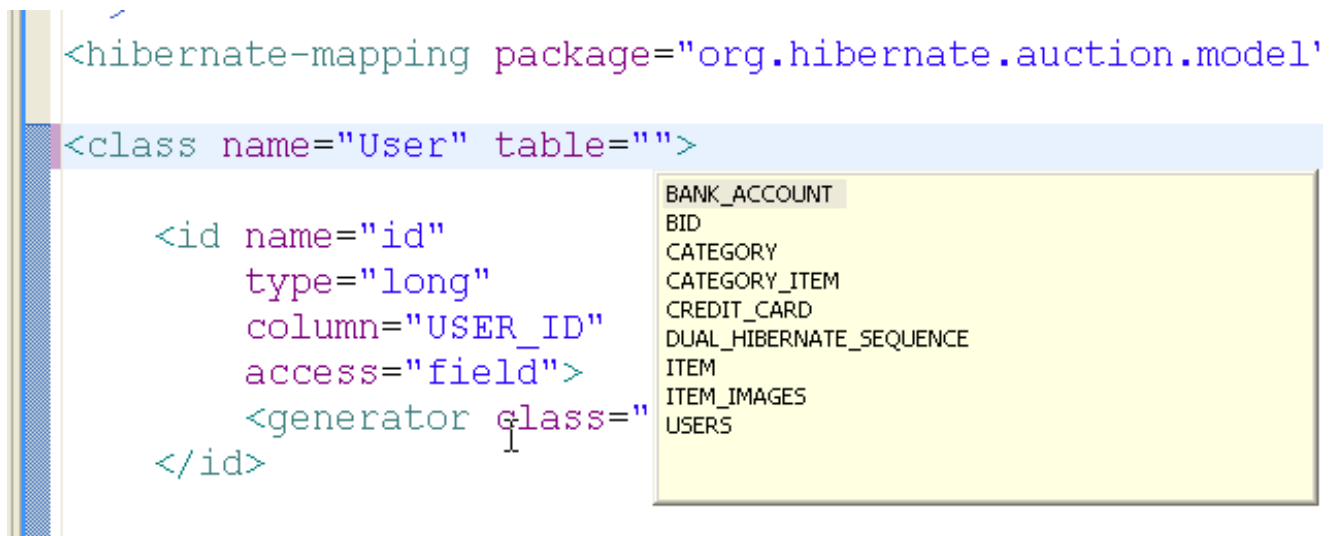 <hibernate-mapping package="org.hibernate.auction.model"
<class name="User" table="">
BANK_ACCOUNT
BID
CATEGORY
CATEGORY_ITEM
CREDIT_CARD
DUAL_HIBERNATE_SEQUENCE
ITEM
ITEM_IMAGES
USERS
<id name="id"
type="long"
column="USER_ID"
access="field">
<generator class="
</id>